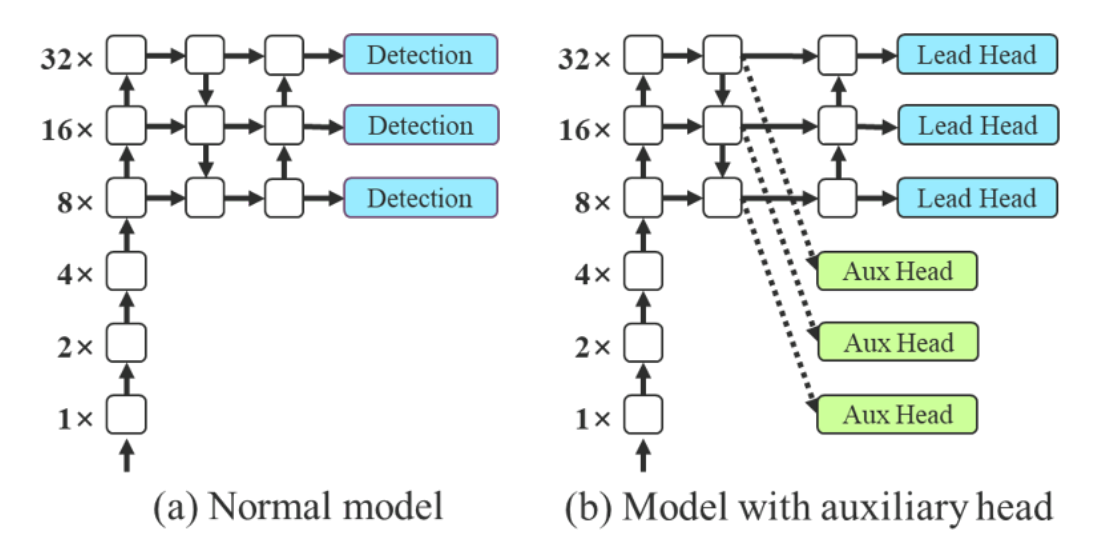 32×
Detection
16×
Detection
8×
Detection
4×
2×
1×
(a) Normal model
32×
Lead Head
16×
Lead Head
8×
Lead Head
4×
Aux Head
2×
Aux Head
1×
Aux Head
(b) Model with auxiliary head